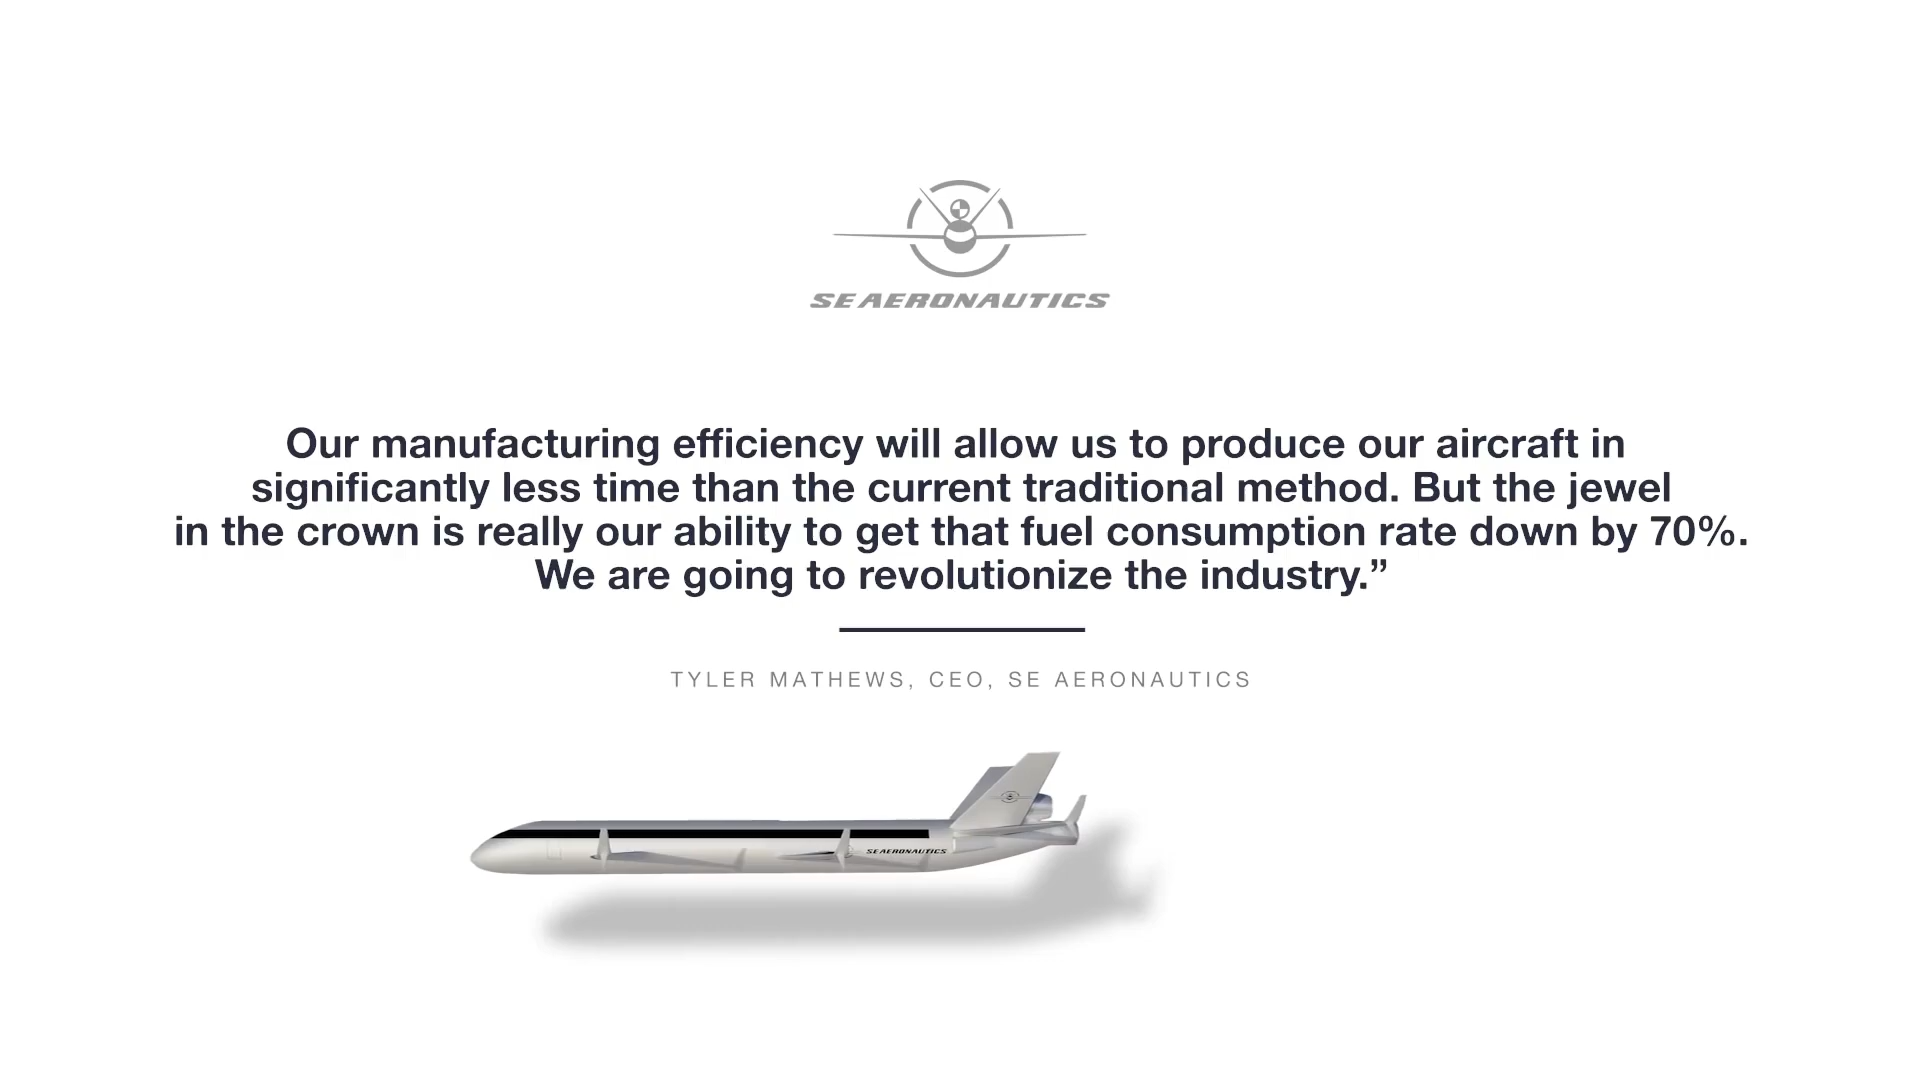 SE AERONAUTICS
Our manufacturing efficiency will allow us to produce our aircraft in
significantly less time than the current traditional method. But the jewel
in the crown is really our ability to get that fuel consumption rate down by 70%.
We are going to revolutionize the industry.”
TYLER MATHEWS, CEO, SE AERONAUTICS
SE AERONAUTICS